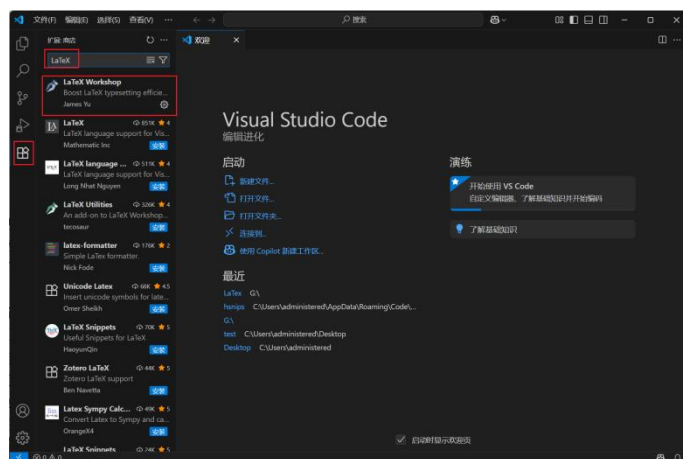 文件(F) 编辑(E) 选择(S) 查看(V) ···
搜索
扩展: 商店
LaTeX
欢迎
LaTeX Workshop
Boost LaTeX typesetting efficie...
James Yu
LaTeX 851K 4
LaTeX language support for Vis...
Mathematic Inc 安装
LaTeX language ... 511K 4
LaTeX language support for Vis...
Long Nhat Nguyen 安装
LaTeX Utilities 326K 4
An add-on to LaTeX Workshop...
tecosaur 安装
latex-formatter 176K 2
Simple LaTex formatter.
Nick Fode 安装
Unicode Latex 68K 4.5
Insert unicode symbols for late...
Omer Sheikh 安装
LaTeX Snippets 70K 5
Useful Snippets for LaTeX
HaoyunQin 安装
Zotero LaTeX 44K 5
Zotero LaTeX support
Ben Navetta 安装
Latex Sympy Calc... 49K 5
Convert Latex to Sympy and ca...
OrangeX4 安装
LaTeX Snippets 24K 5
Visual Studio Code
编辑进化
启动
新建文件...
打开文件...
打开文件夹...
连接到...
使用 Copilot 新建工作区...
最近
LaTex G:\
hsnips C:\Users\administered\AppData\Roaming\Code\...
G:\
test C:\Users\administered\Desktop
Desktop C:\Users\administered
演练
开始使用 VS Code
自定义编辑器、了解基础知识并开始编码
了解基础知识
启动时显示欢迎页
0 0